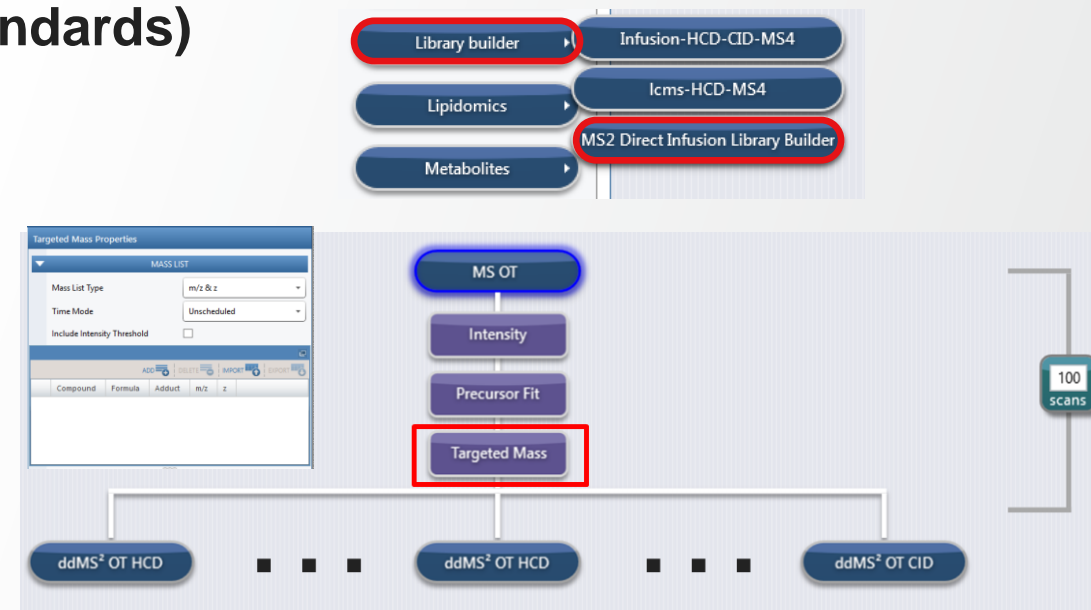 ndards)
Library builder
Infusion-HCD-CID-MS4
Lipidomics
lcms-HCD-MS4
Metabolites
MS2 Direct Infusion Library Builder
Targeted Mass Properties
MASS LIST
Mass List Type m/z & z
Time Mode Unscheduled
Include Intensity Threshold
ADD DELETE IMPORT EXPORT
Compound Formula Adduct m/z z
MS OT
Intensity
Precursor Fit
Targeted Mass
100
scans
ddMS² OT HCD
ddMS² OT HCD
ddMS² OT CID